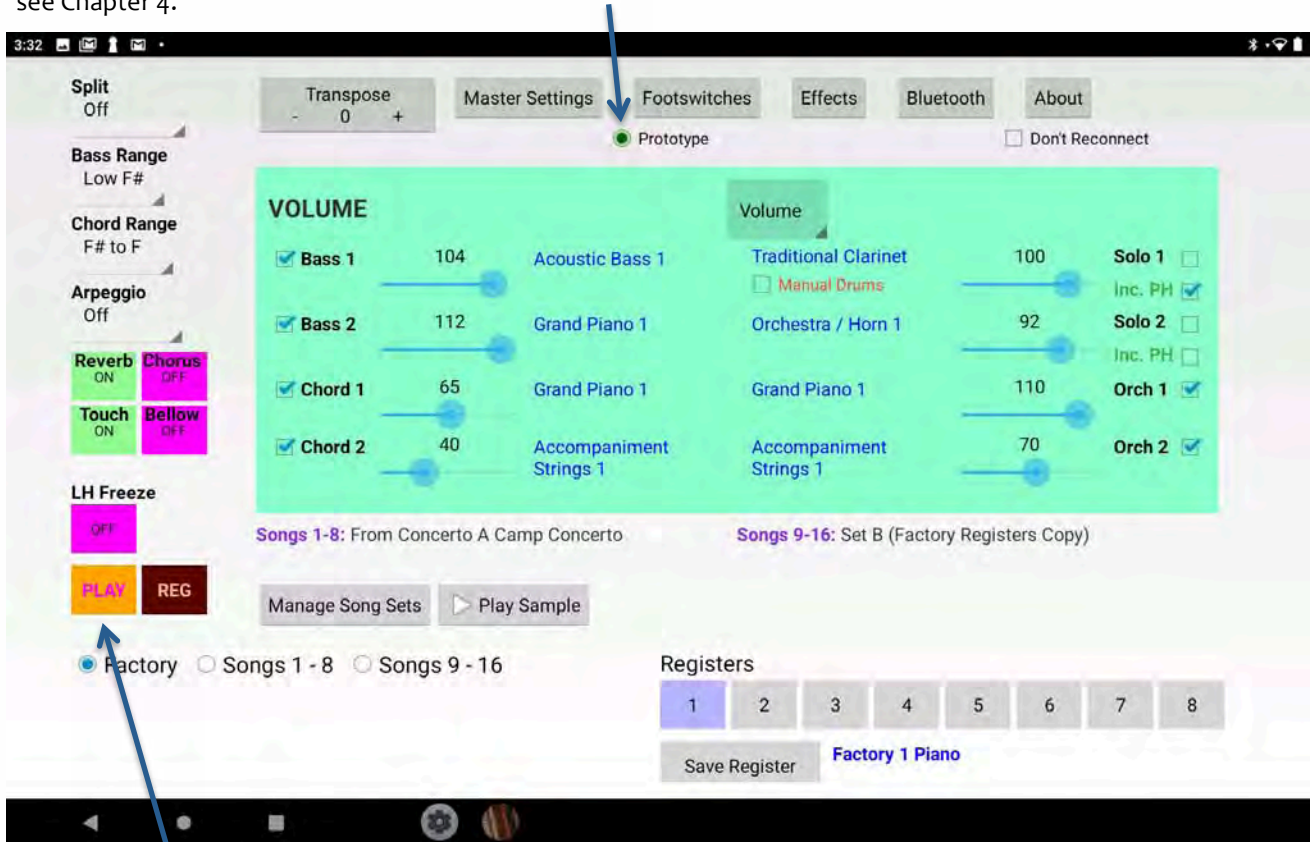 see Chapter 4.
3:32
Split
Off
Bass Range
Low F#
Chord Range
F# to F
Arpeggio
Off
Reverb Chorus
ON OFF
Touch Bellow
ON OFF
LH Freeze
OFF
PLAY REG
Transpose
- 0 +
Master Settings Footswitches Effects Bluetooth About
Prototype Don't Reconnect
VOLUME Volume
Bass 1 104 Acoustic Bass 1 Traditional Clarinet 100 Solo 1
Manual Drums Inc. PH
Bass 2 112 Grand Piano 1 Orchestra / Horn 1 92 Solo 2
Inc. PH
Chord 1 65 Grand Piano 1 Grand Piano 1 110 Orch 1
Chord 2 40 Accompaniment Accompaniment 70 Orch 2
Strings 1 Strings 1
Songs 1-8: From Concerto A Camp Concerto Songs 9-16: Set B (Factory Registers Copy)
Manage Song Sets Play Sample
Factory Songs 1 - 8 Songs 9 - 16
Registers
1 2 3 4 5 6 7 8
Save Register Factory 1 Piano